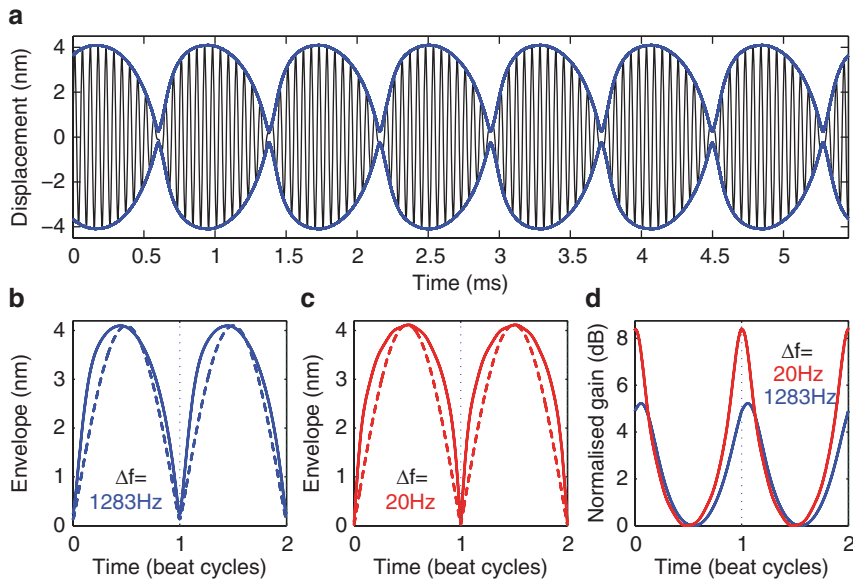 a
Displacement (nm)
4
2
0
−2
−4
0 0.5 1 1.5 2 2.5 3 3.5 4 4.5 5
Time (ms)
b
Envelope (nm)
4
3
2
1
0
0 1 2
Δf=
1283Hz
Time (beat cycles)
c
Envelope (nm)
4
3
2
1
0
0 1 2
Δf=
20Hz
Time (beat cycles)
d
Normalised gain (dB)
8
6
4
2
0
0 1 2
Δf=
20Hz
1283Hz
Time (beat cycles)